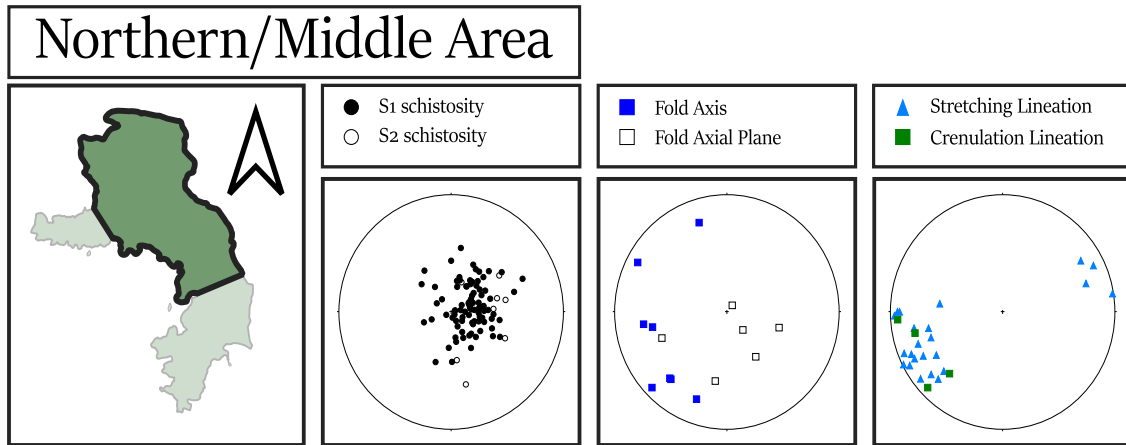 Northern/Middle Area
S1 schistosity
S2 schistosity
Fold Axis
Fold Axial Plane
Stretching Lineation
Crenulation Lineation